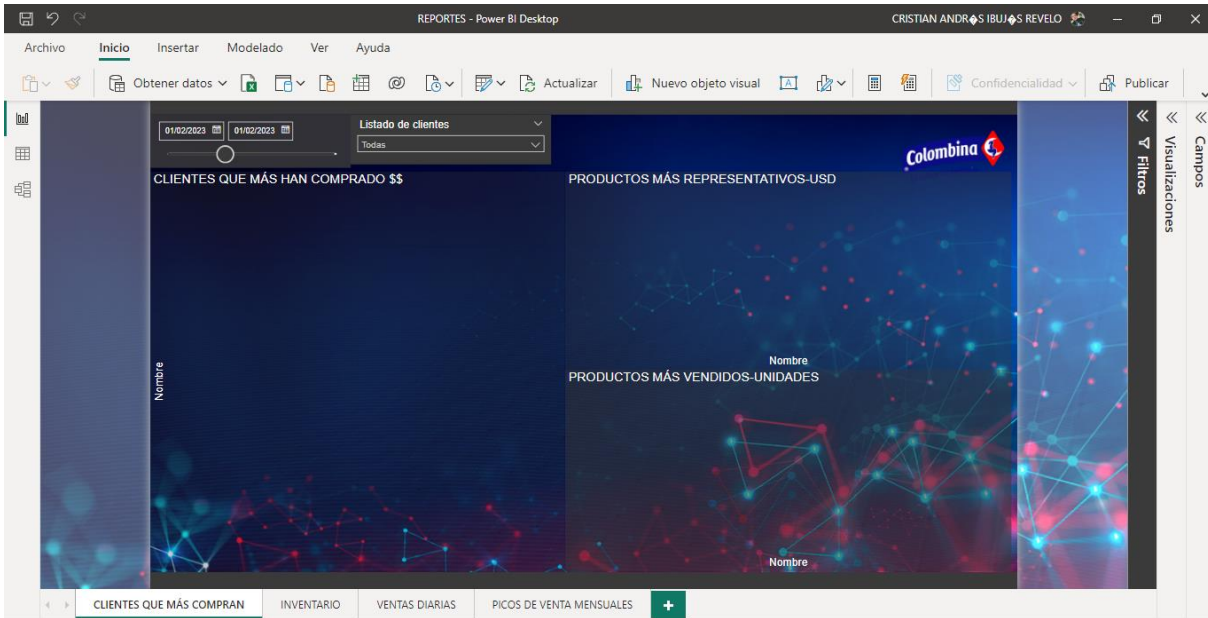 REPORTES - Power BI Desktop
CRISTIAN ANDR�S IBUJ�S REVELO
Archivo Inicio Insertar Modelado Ver Ayuda
Obtener datos Actualizar Nuevo objeto visual Confidencialidad Publicar
01/02/2023 01/02/2023
Listado de clientes
Todas
Colombina
CLIENTES QUE MÁS HAN COMPRADO $$
Nombre
PRODUCTOS MÁS REPRESENTATIVOS-USD
Nombre
PRODUCTOS MÁS VENDIDOS-UNIDADES
Nombre
Filtros
Visualizaciones
Campos
CLIENTES QUE MÁS COMPRAN INVENTARIO VENTAS DIARIAS PICOS DE VENTA MENSUALES